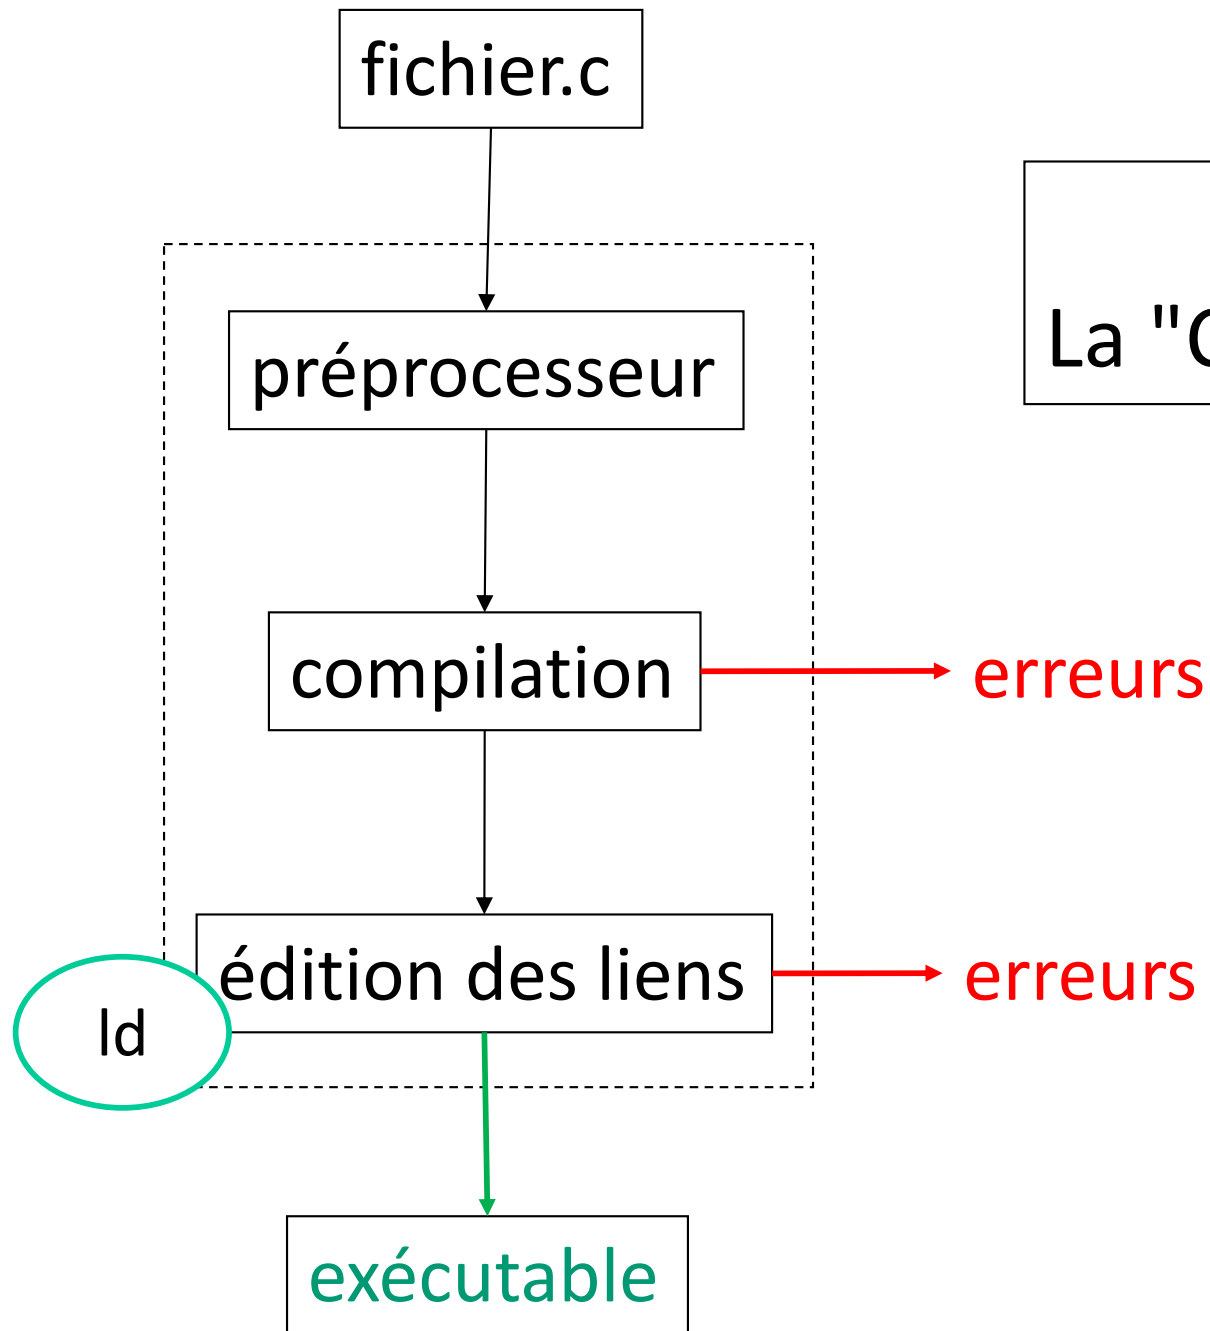 fichier.c
La "C
préprocesseur
compilation
erreurs
édition des liens
erreurs
ld
exécutable